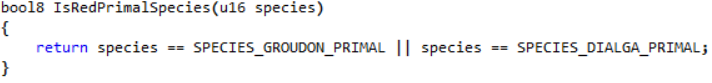 bool8 IsRedPrimalSpecies(u16 species)
{
    return species == SPECIES_GROUDON_PRIMAL || species == SPECIES_DIALGA_PRIMAL;
}